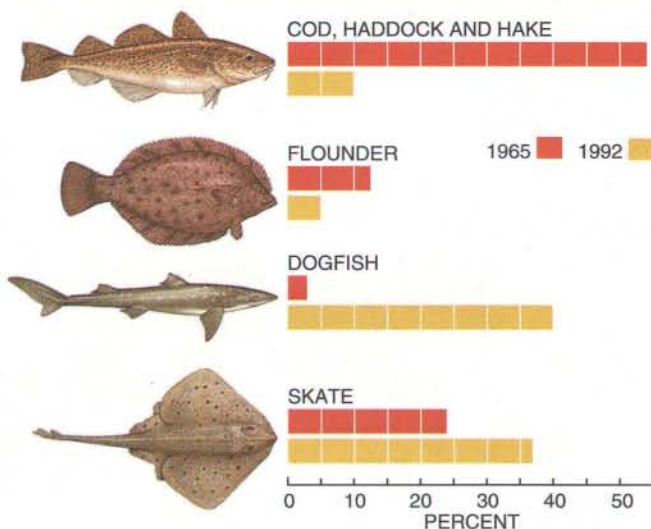 COD, HADDOCK AND HAKE
FLOUNDER
1965 1992
DOGFISH
SKATE
0 10 20 30 40 50
PERCENT